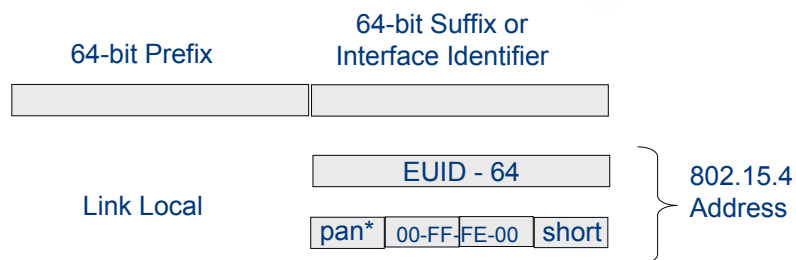 64-bit Prefix
64-bit Suffix or
Interface Identifier
EUID - 64
Link Local
pan* 00-FF-FE-00 short
802.15.4
Address